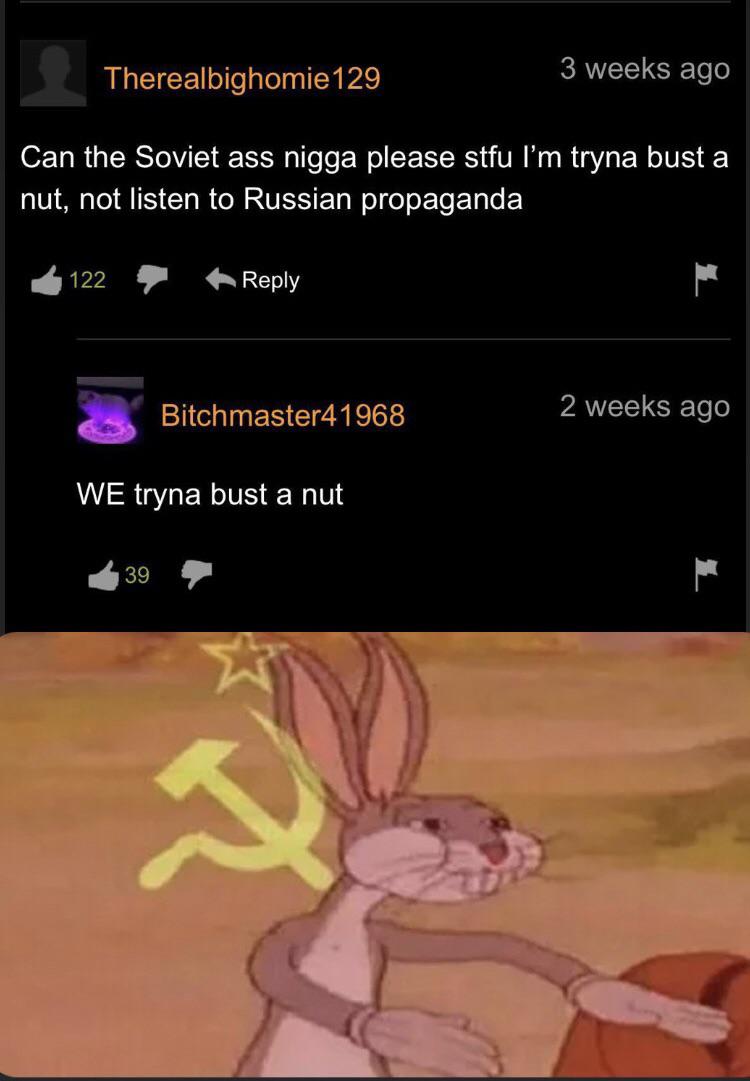 Therealbighomie129
3 weeks ago
Can the Soviet ass nigga please stfu I’m tryna bust a
nut, not listen to Russian propaganda
122
Reply
Bitchmaster41968
2 weeks ago
WE tryna bust a nut
39